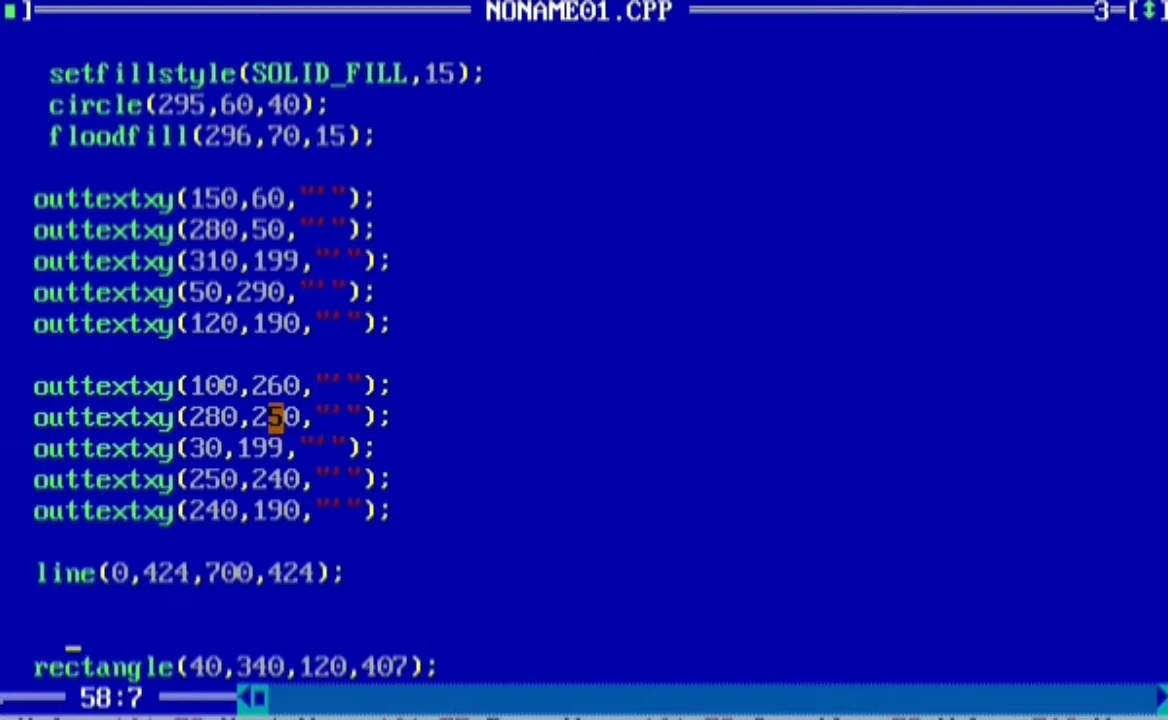 NONAME01.CPP 3=[↕]
setfillstyle(SOLID_FILL,15);
circle(295,60,40);
floodfill(296,70,15);
outtextxy(150,60,"'");
outtextxy(280,50,"'");
outtextxy(310,199,"'");
outtextxy(50,290,"'");
outtextxy(120,190,"'");
outtextxy(100,260,"'");
outtextxy(280,250,"'");
outtextxy(30,199,"'");
outtextxy(250,240,"'");
outtextxy(240,190,"'");
line(0,424,700,424);
rectangle(40,340,120,407);
58:7